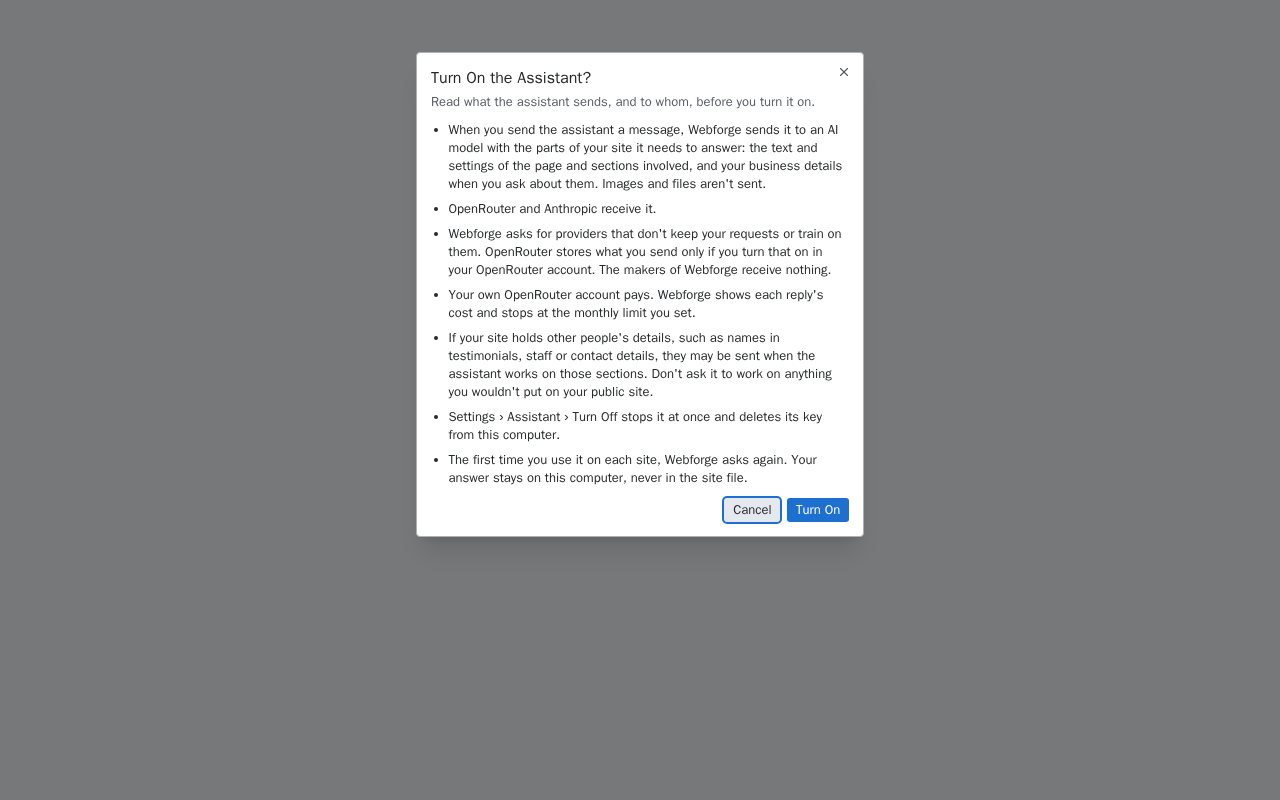 Turn On the Assistant?
Read what the assistant sends, and to whom, before you turn it on.
• When you send the assistant a message, Webforge sends it to an AI
model with the parts of your site it needs to answer: the text and
settings of the page and sections involved, and your business details
when you ask about them. Images and files aren't sent.
• OpenRouter and Anthropic receive it.
• Webforge asks for providers that don't keep your requests or train on
them. OpenRouter stores what you send only if you turn that on in
your OpenRouter account. The makers of Webforge receive nothing.
• Your own OpenRouter account pays. Webforge shows each reply's
cost and stops at the monthly limit you set.
• If your site holds other people's details, such as names in
testimonials, staff or contact details, they may be sent when the
assistant works on those sections. Don't ask it to work on anything
you wouldn't put on your public site.
• Settings › Assistant › Turn Off stops it at once and deletes its key
from this computer.
• The first time you use it on each site, Webforge asks again. Your
answer stays on this computer, never in the site file.
Cancel
Turn On